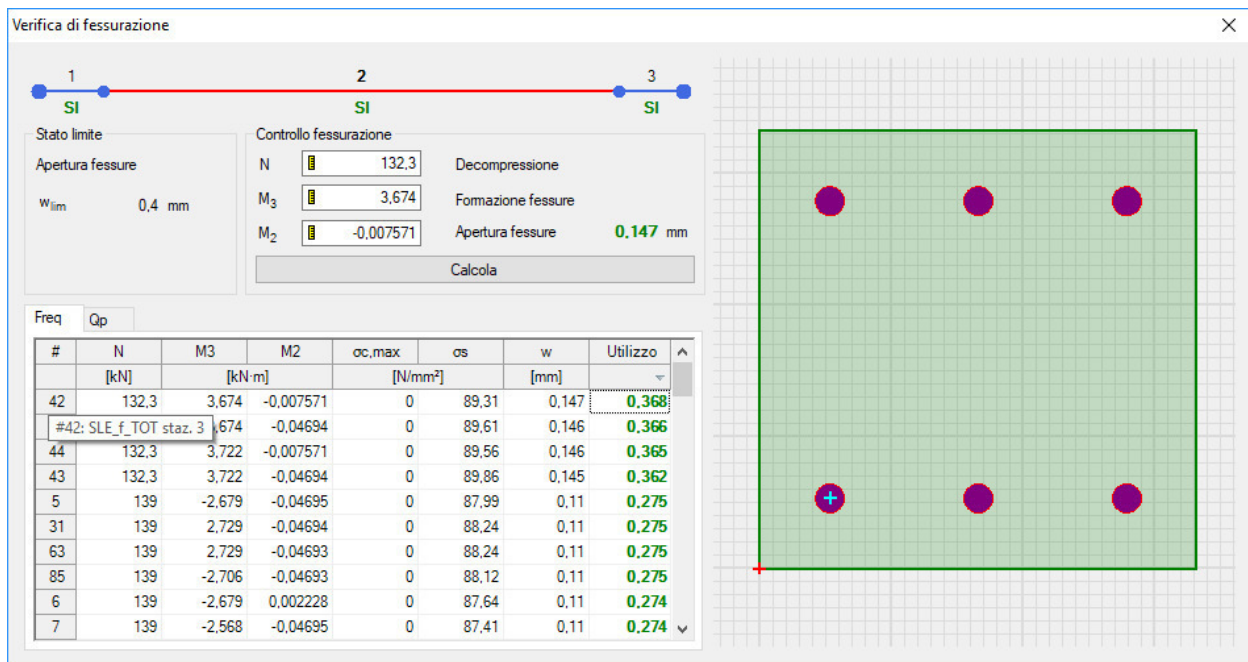 Verifica di fessurazione
1 2 3
SI SI SI
Stato limite
Apertura fessure
wlim 0,4 mm
Controllo fessurazione
N 132,3 Decompressione
M3 3,674 Formazione fessure
M2 -0,007571 Apertura fessure 0,147 mm
Calcola
Freq Qp
# N M3 M2 σc,max σs w Utilizzo
[kN] [kN·m] [N/mm²] [mm]
42 132,3 3,674 -0,007571 0 89,31 0,147 0,368
#42: SLE_f_TOT staz. 3 ,674 -0,04694 0 89,61 0,146 0,366
44 132,3 3,722 -0,007571 0 89,56 0,146 0,365
43 132,3 3,722 -0,04694 0 89,86 0,145 0,362
5 139 -2,679 -0,04695 0 87,99 0,11 0,275
31 139 2,729 -0,04694 0 88,24 0,11 0,275
63 139 2,729 -0,04693 0 88,24 0,11 0,275
85 139 -2,706 -0,04693 0 88,12 0,11 0,275
6 139 -2,679 0,002228 0 87,64 0,11 0,274
7 139 -2,568 -0,04695 0 87,41 0,11 0,274